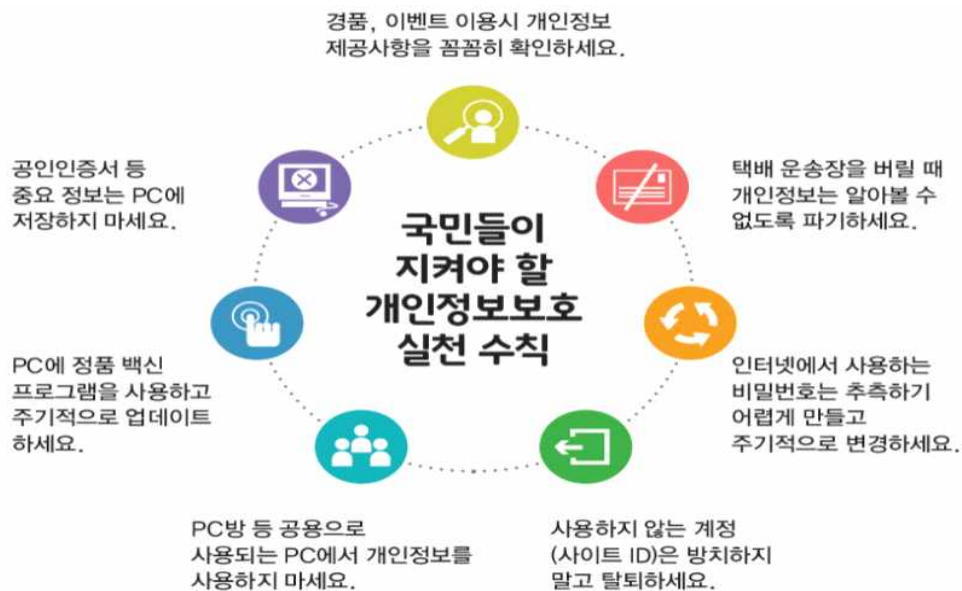 경품, 이벤트 이용시 개인정보
제공사항을 꼼꼼히 확인하세요.
공인인증서 등
중요 정보는 PC에
저장하지 마세요.
택배 운송장을 버릴 때
개인정보는 알아볼 수
없도록 파기하세요.
국민들이
지켜야 할
개인정보보호
실천 수칙
PC에 정품 백신
프로그램을 사용하고
주기적으로 업데이트
하세요.
인터넷에서 사용하는
비밀번호는 추측하기
어렵게 만들고
주기적으로 변경하세요.
PC방 등 공용으로
사용되는 PC에서 개인정보를
사용하지 마세요.
사용하지 않는 계정
(사이트 ID)은 방치하지
말고 탈퇴하세요.